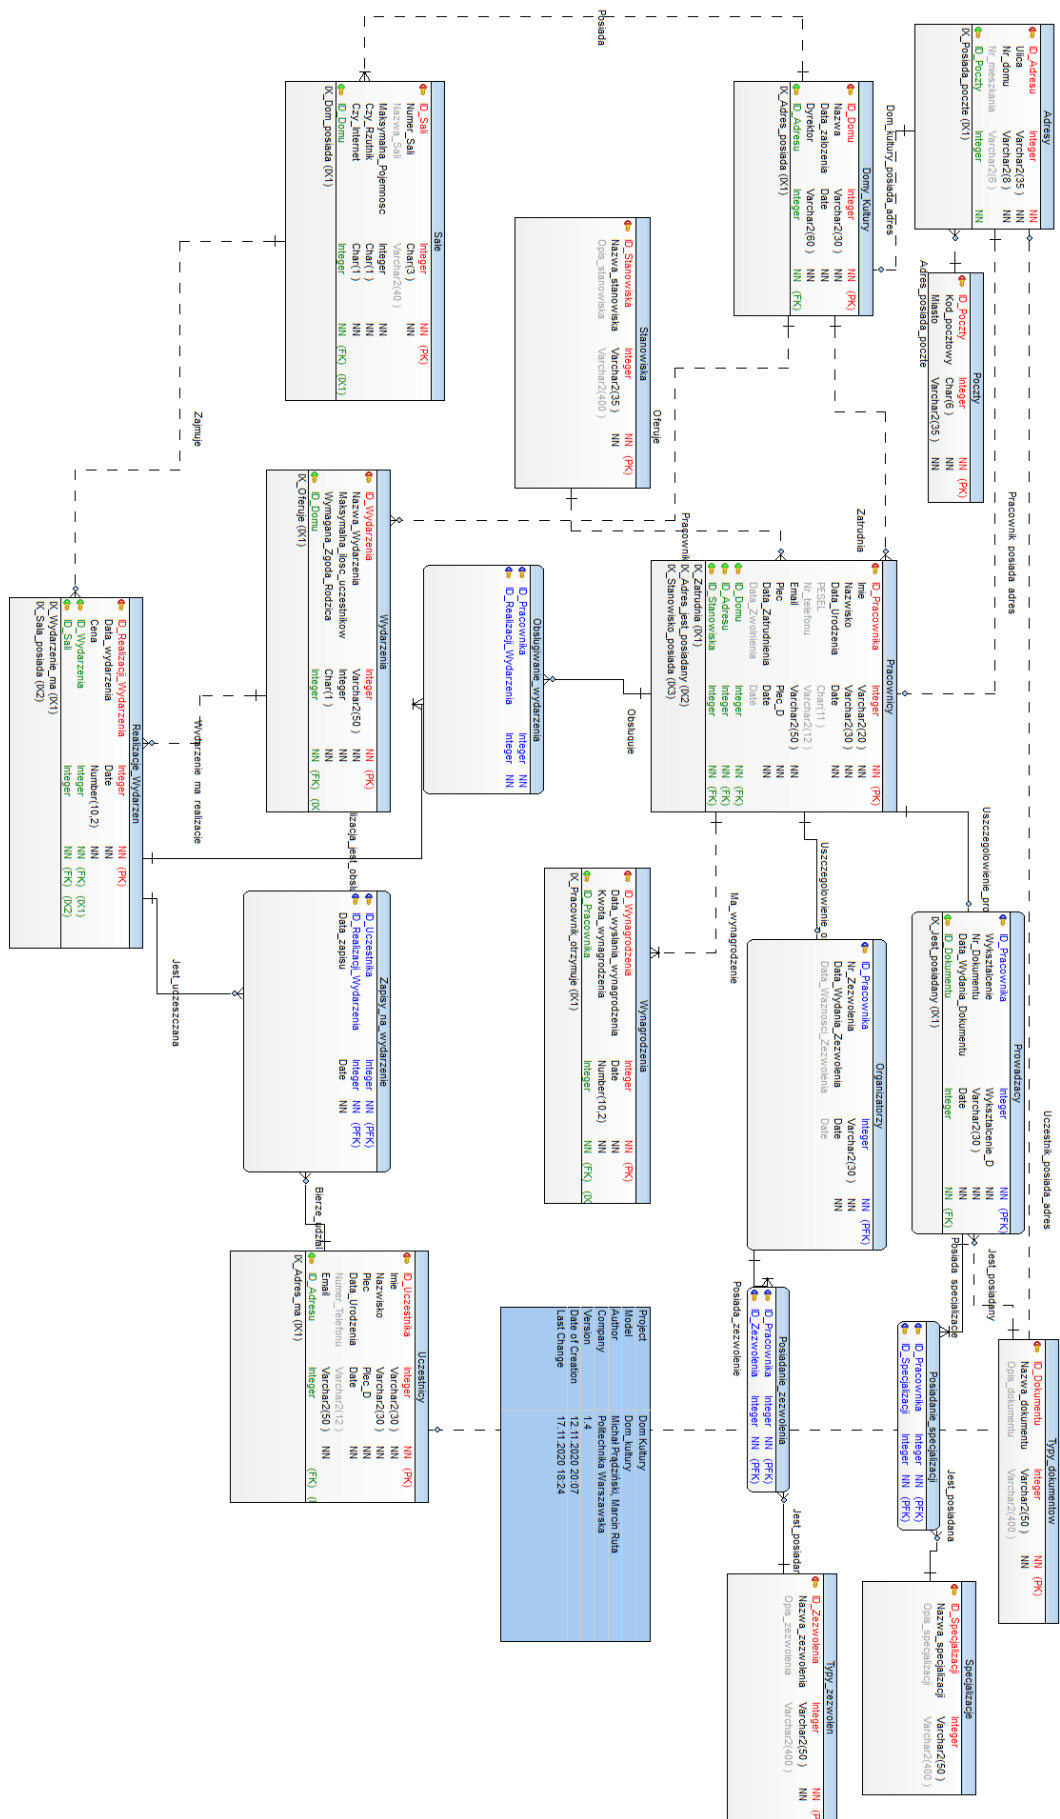 Adresy
ID_Adresu Integer NN (PK)
Ulica Varchar2(35 ) NN
Nr_domu Varchar2(8 ) NN
Nr_mieszkania Varchar2(6 )
ID_Poczty Integer NN
IX_Posiada_poczte (IX1)
Poczty
ID_Poczty Integer NN (PK)
Kod_pocztowy Char(6 ) NN
Miasto Varchar2(35 ) NN
Adres_posiada_poczte
Dom_kultury_posiada_adres
Pracownik_posiada_adres
Uczestnik_posiada_adres
Posiada
Domy_Kultury
ID_Domu Integer NN (PK)
Nazwa Varchar2(30 ) NN
Data_zalozenia Date NN
Dyrektor Varchar2(60 ) NN
ID_Adresu Integer NN (FK)
IX_Adres_posiada (IX1)
Sale
ID_Sali Integer NN (PK)
Numer_Sali Char(3 ) NN
Nazwa_Sali Varchar2(40 )
Maksymalna_Pojemnosc Integer NN
Czy_Rzutnik Char(1 ) NN
Czy_Internet Char(1 ) NN
ID_Domu Integer NN (FK) (IX1)
IX_Dom_posiada (IX1)
Zajmuje
Stanowiska
ID_Stanowiska Integer NN (PK)
Nazwa_stanowiska Varchar2(35 ) NN
Opis_stanowiska Varchar2(400 )
Oferuje
Zatrudnia
Pracownik
Pracownicy
ID_Pracownika Integer NN (PK)
Imie Varchar2(20 ) NN
Nazwisko Varchar2(30 ) NN
Data_Urodzenia Date NN
PESEL Char(11 )
Nr_telefonu Varchar2(12 )
Email Varchar2(50 ) NN
Plec Plec_D NN
Data_Zatrudnienia Date NN
Data_Zwolnienia Date
ID_Domu Integer NN (FK)
ID_Adresu Integer NN (FK)
ID_Stanowiska Integer NN (FK)
IX_Zatrudnia (IX1)
IX_Adres_jest_posiadany (IX2)
IX_Stanowisko_posiada (IX3)
Obsluguje
Obslugiwanie_wydarzenia
ID_Pracownika Integer NN
ID_Realizacji_Wydarzenia Integer NN
Wydarzenia
ID_Wydarzenia Integer NN (PK)
Nazwa_Wydarzenia Varchar2(50 ) NN
Maksymalna_ilosc_uczestnikow Integer NN
Wymagana_Zgoda_Rodzica Char(1 ) NN
ID_Domu Integer NN (FK) (IX
IX_Oferuje (IX1)
Wydarzenie_ma_realizacje
Realizacje_Wydarzen
ID_Realizacji_Wydarzenia Integer NN (PK)
Data_wydarzenia Date NN
Cena Number(10,2) NN
ID_Wydarzenia Integer NN (FK) (IX1)
ID_Sali Integer NN (FK) (IX2)
IX_Wydarzenie_ma (IX1)
IX_Sala_posiada (IX2)
Jest_uczeszczana
lizacja_jest_obslu
Zapisy_na_wydarzenie
ID_Uczestnika Integer NN (PFK)
ID_Realizacji_Wydarzenia Integer NN (PFK)
Data_zapisu Date NN
Bierze_udzial
Uczestnicy
ID_Uczestnika Integer NN (PK)
Imie Varchar2(30 ) NN
Nazwisko Varchar2(30 ) NN
Plec Plec_D NN
Data_Urodzenia Date NN
Numer_Telefonu Varchar2(12 )
Email Varchar2(50 ) NN
ID_Adresu Integer (FK) (I
IX_Adres_ma (IX1)
Ma_wynagrodzenie
Wynagrodzenia
ID_Wynagrodzenia Integer NN (PK)
Data_wyslania_wynagrodzenia Date NN
Kwota_wynagrodzenia Number(10,2) NN
ID_Pracownika Integer NN (FK) (IX
IX_Pracownik_otrzymuje (IX1)
Uszczegolowienie_o
Organizatorzy
ID_Pracownika Integer NN (PFK)
Nr_Zezwolenia Varchar2(30 ) NN
Data_Wydania_Zezwolenia Date NN
Data_Waznosci_Zezwolenia Date
Uszczegolowienie_pro
Prowadzacy
ID_Pracownika Integer NN (PFK)
Wyksztalcenie Wyksztalcenie_D NN
Nr_Dokumentu Varchar2(30 ) NN
Data_Wydania_Dokumentu Date NN
ID_Dokumentu Integer NN (FK)
IX_Jest_posiadany (IX1)
Posiada_specjalizacje
Jest_posiadany
Typy_dokumentow
ID_Dokumentu Integer NN (PK)
Nazwa_dokumentu Varchar2(50 ) NN
Opis_dokumentu Varchar2(400 )
Posiadanie_specjalizacji
ID_Pracownika Integer NN (PFK)
ID_Specjalizacji Integer NN (PFK)
Jest_posiadana
Specjalizacje
ID_Specjalizacji Integer
Nazwa_specjalizacji Varchar2(50 )
Opis_specjalizacji Varchar2(400 )
Posiada_zezwolenie
Posiadanie_zezwolenia
ID_Pracownika Integer NN (PFK)
ID_Zezwolenia Integer NN (PFK)
Jest_posiadan
Typy_zezwolen
ID_Zezwolenia Integer NN (P
Nazwa_zezwolenia Varchar2(50 ) NN
Opis_zezwolenia Varchar2(400 )
Project Dom Kultury
Model Dom_kultury
Author Michał Prądziński, Marcin Ruta
Company Politechnika Warszawska
Version 1.4
Date of Creation 12.11.2020 20:07
Last Change 17.11.2020 18:24